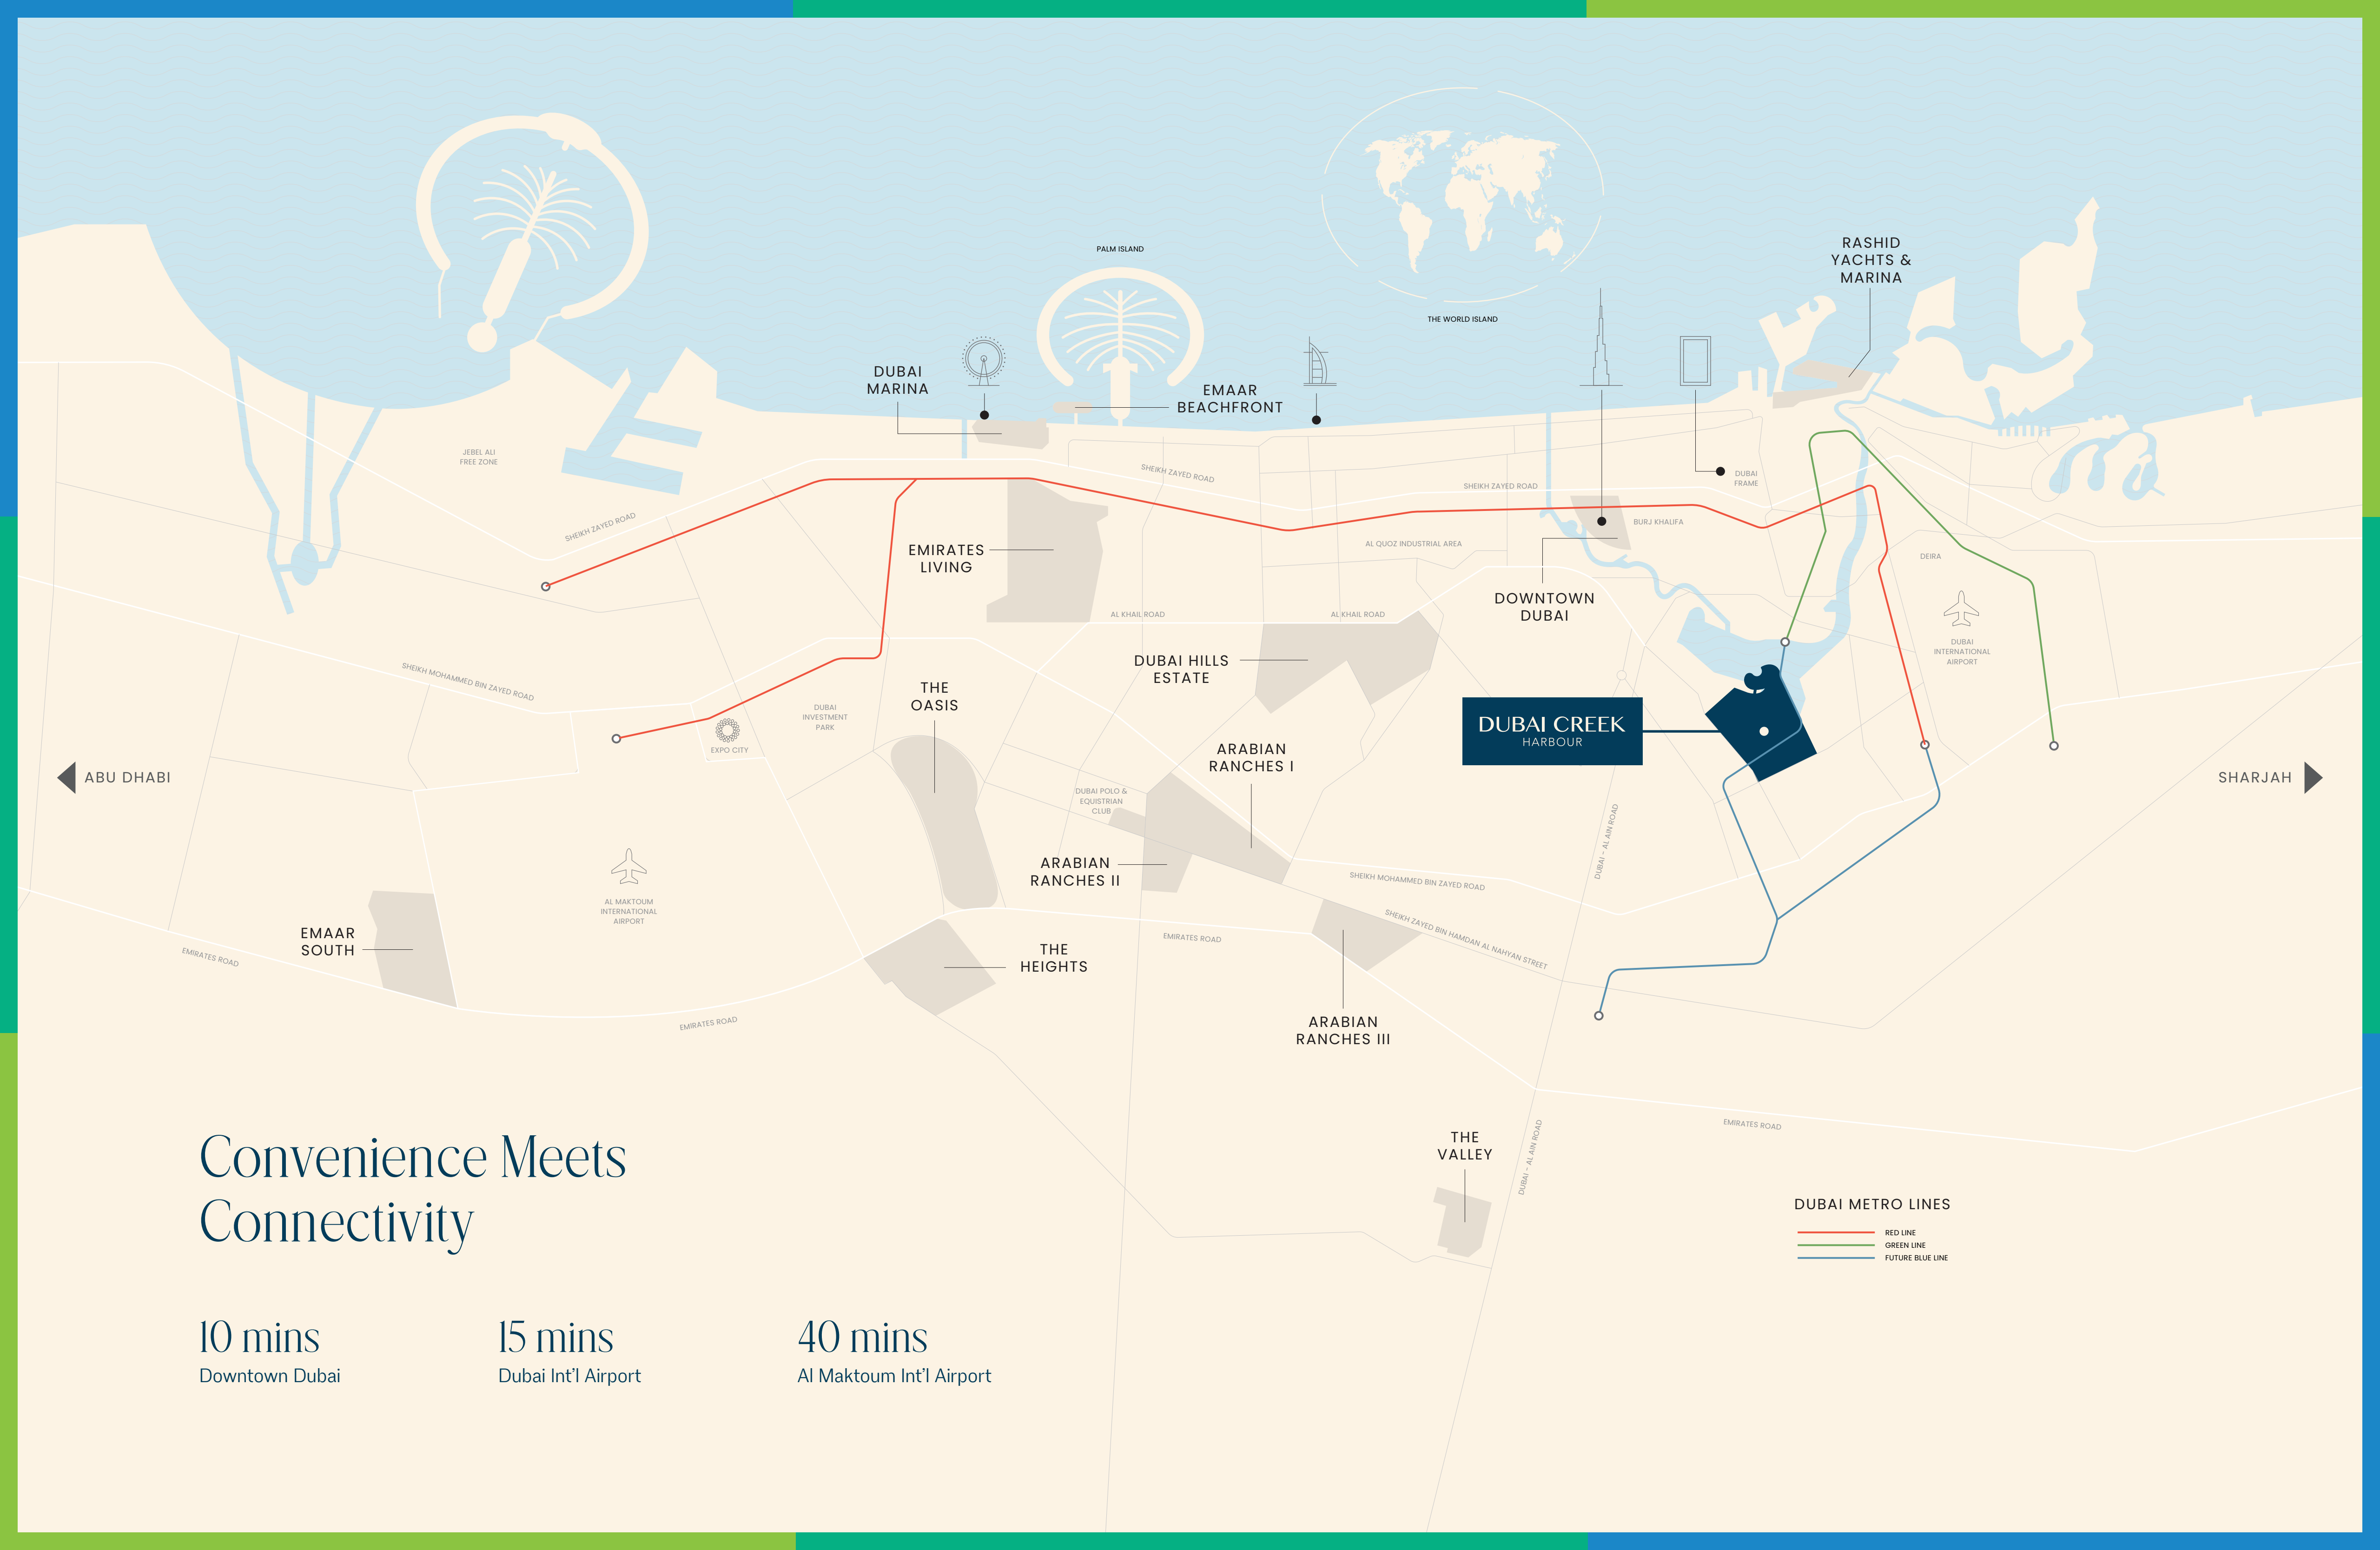 RASHID
YACHTS &
MARINA
PALM ISLAND
THE WORLD ISLAND
DUBAI
MARINA
EMAAR
BEACHFRONT
JEBEL ALI
FREE ZONE
SHEIKH ZAYED ROAD
SHEIKH ZAYED ROAD
SHEIKH ZAYED ROAD
DUBAI
FRAME
BURJ KHALIFA
AL QUOZ INDUSTRIAL AREA
DEIRA
EMIRATES
LIVING
DOWNTOWN
DUBAI
AL KHAIL ROAD
AL KHAIL ROAD
DUBAI
INTERNATIONAL
AIRPORT
DUBAI HILLS
ESTATE
SHEIKH MOHAMMED BIN ZAYED ROAD
THE
OASIS
DUBAI
INVESTMENT
PARK
EXPO CITY
DUBAI CREEK
HARBOUR
ARABIAN
RANCHES I
ABU DHABI
SHARJAH
DUBAI POLO &
EQUESTRIAN
CLUB
DUBAI - AL AIN ROAD
ARABIAN
RANCHES II
SHEIKH MOHAMMED BIN ZAYED ROAD
AL MAKTOUM
INTERNATIONAL
AIRPORT
SHEIKH ZAYED BIN HAMDAN AL NAHYAN STREET
EMAAR
SOUTH
EMIRATES ROAD
EMIRATES ROAD
THE
HEIGHTS
EMIRATES ROAD
ARABIAN
RANCHES III
THE
VALLEY
DUBAI - AL AIN ROAD
EMIRATES ROAD
Convenience Meets
Connectivity
DUBAI METRO LINES
RED LINE
GREEN LINE
FUTURE BLUE LINE
10 mins
Downtown Dubai
15 mins
Dubai Int'l Airport
40 mins
Al Maktoum Int'l Airport